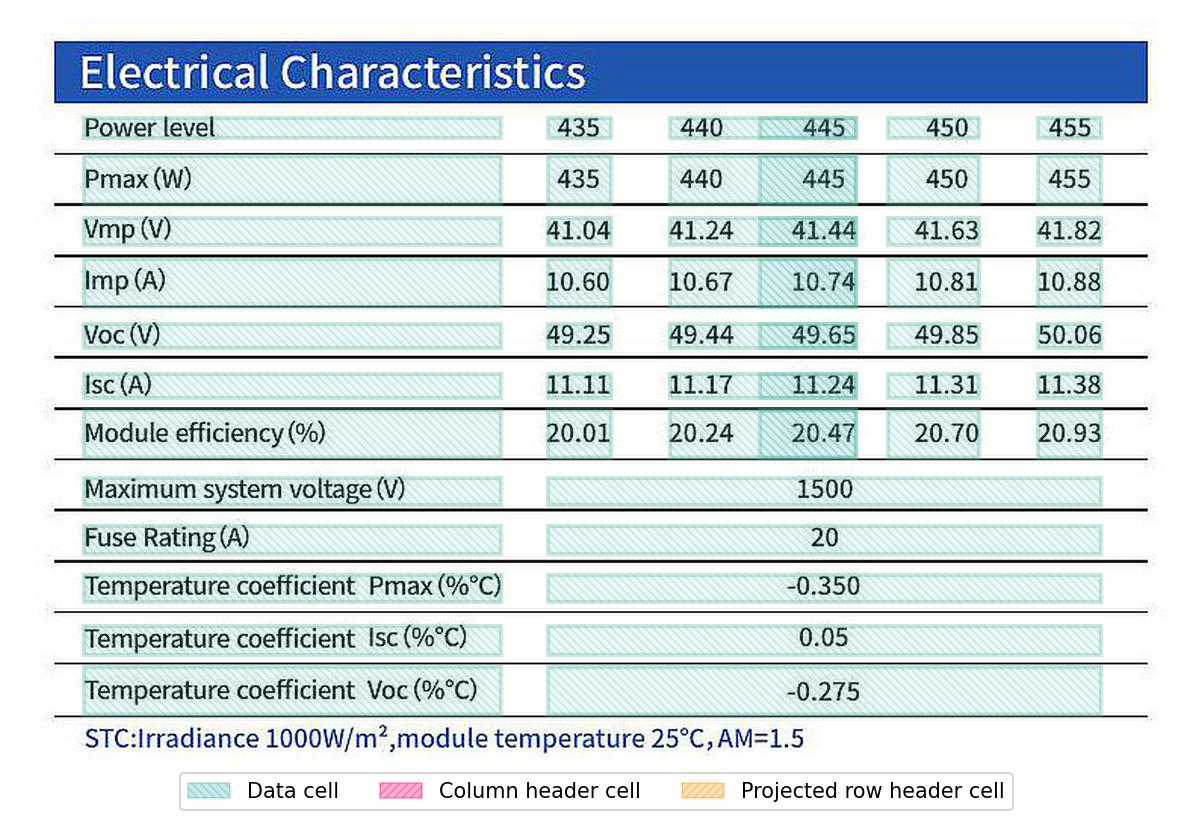 Electrical Characteristics
Power level 435 440 445 450 455
Pmax (W) 435 440 445 450 455
Vmp (V) 41.04 41.24 41.44 41.63 41.82
Imp (A) 10.60 10.67 10.74 10.81 10.88
Voc (V) 49.25 49.44 49.65 49.85 50.06
Isc (A) 11.11 11.17 11.24 11.31 11.38
Module efficiency (%) 20.01 20.24 20.47 20.70 20.93
Maximum system voltage (V) 1500
Fuse Rating (A) 20
Temperature coefficient Pmax (%°C) -0.350
Temperature coefficient Isc (%°C) 0.05
Temperature coefficient Voc (%°C) -0.275
STC:Irradiance 1000W/m²,module temperature 25°C, AM=1.5
Data cell Column header cell Projected row header cell